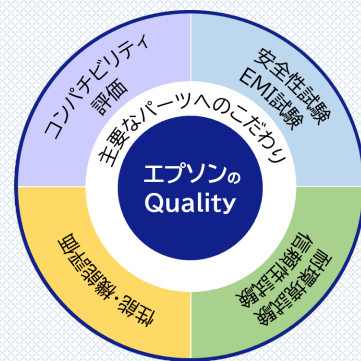 コンパチビリティ
評価
安全性試験
EMI試験
主要なパーツへのこだわり
エプソンの
Quality
性能・機能評価
耐環境試験
信頼性試験